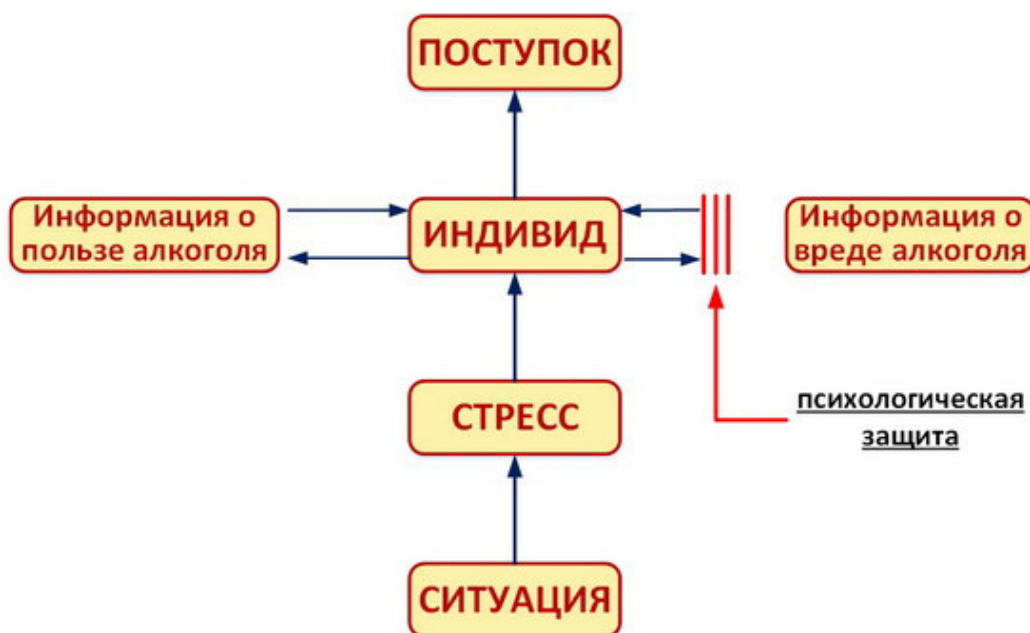 ПОСТУПОК
Информация о
пользе алкоголя
ИНДИВИД
Информация о
вреде алкоголя
СТРЕСС
психологическая
защита
СИТУАЦИЯ